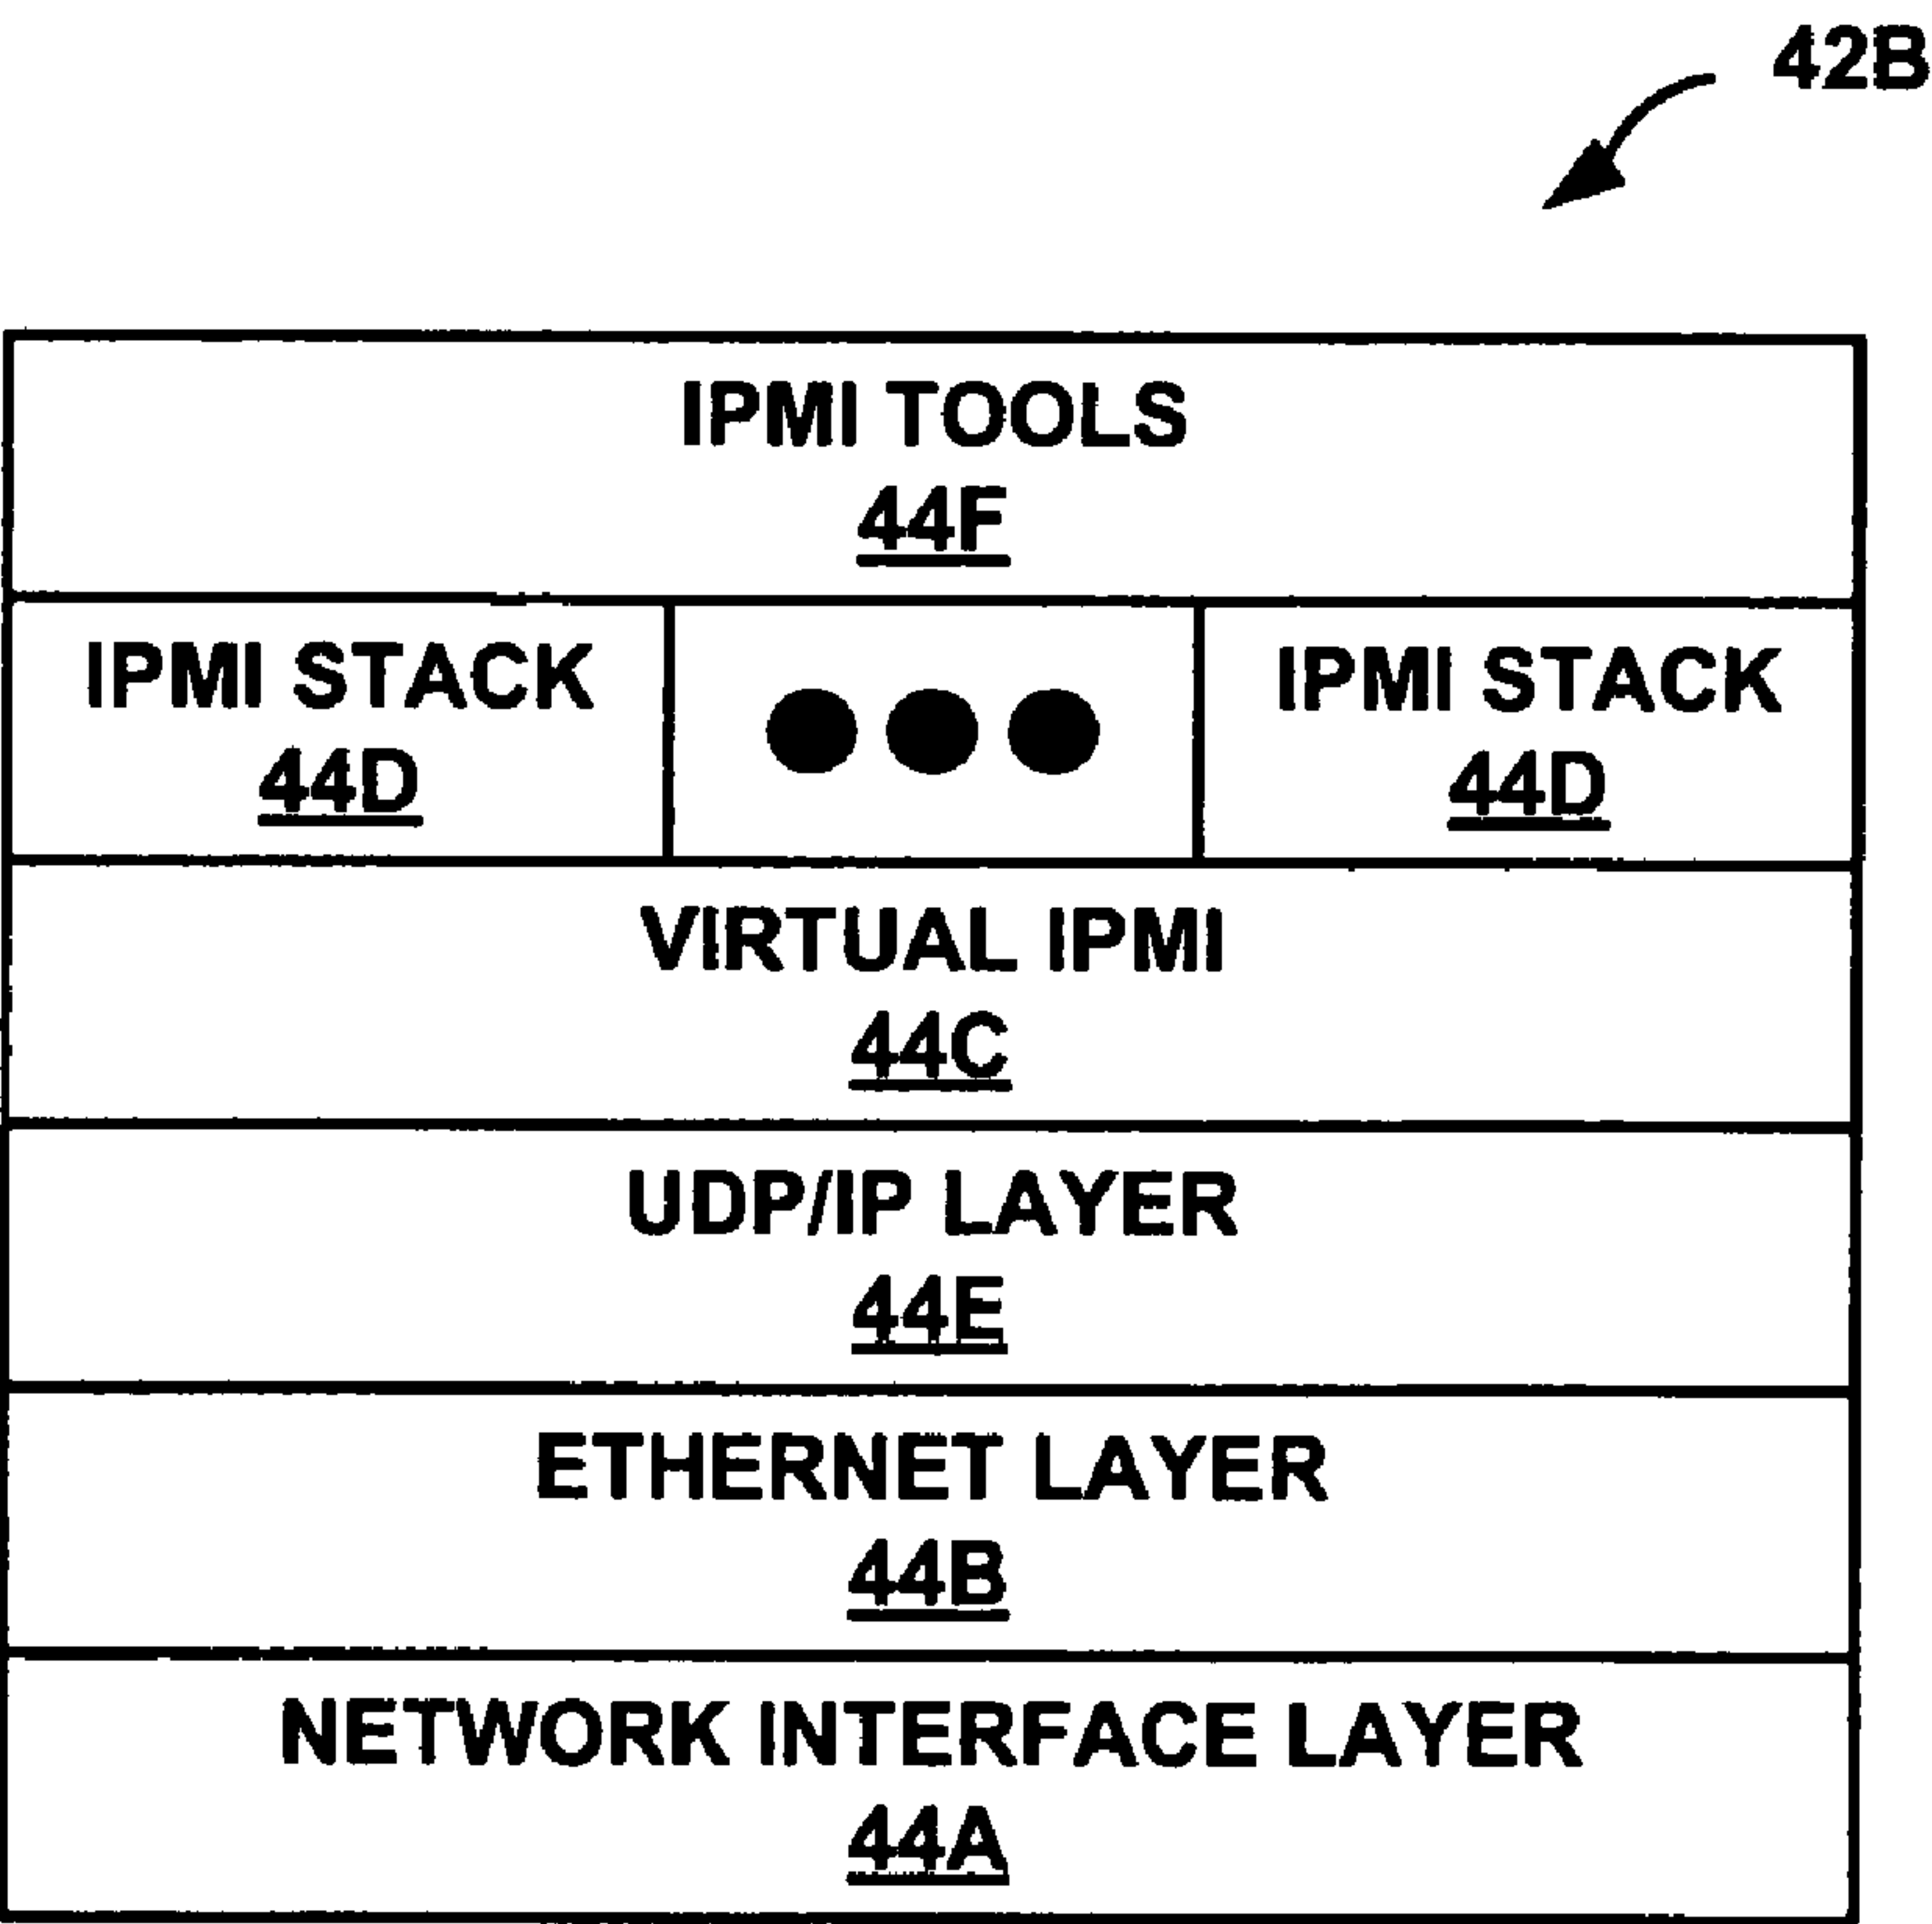 42B
IPMI TOOLS
44F
IPMI STACK
44D
IPMI STACK
44D
VIRTUAL IPMI
44C
UDP/IP LAYER
44E
ETHERNET LAYER
44B
NETWORK INTERFACE LAYER
44A